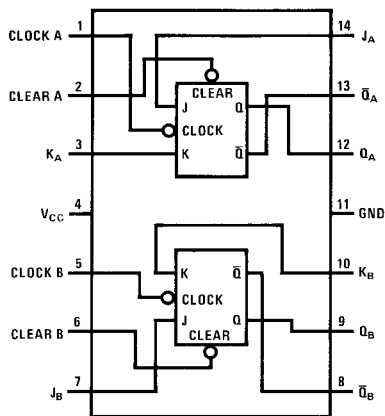 CLOCK A 1 14 J_A
CLEAR A 2 13 Q̅_A
K_A 3 12 Q_A
V_CC 4 11 GND
CLOCK B 5 10 K_B
CLEAR B 6 9 Q_B
J_B 7 8 Q̅_B
CLEAR
J Q
CLOCK
K Q̅
K Q̅
CLOCK
J Q
CLEAR